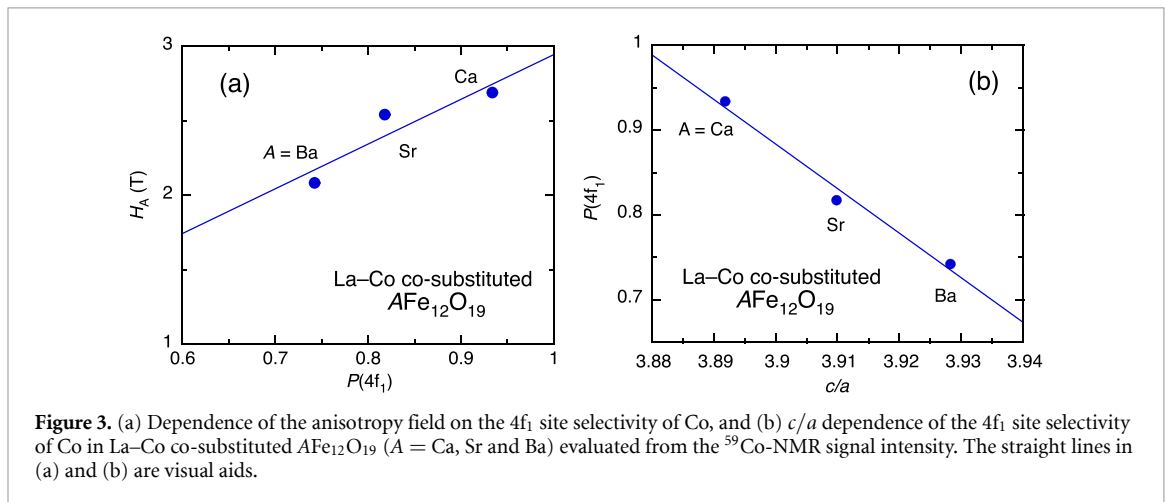 3
2
1
H_A (T)
(a)
Ca
A = Ba
Sr
La–Co co-substituted
AFe₁₂O₁₉
0.6 0.7 0.8 0.9 1
P(4f₁)
1
0.9
0.8
0.7
P(4f₁)
(b)
A = Ca
Sr
La–Co co-substituted
AFe₁₂O₁₉
Ba
3.88 3.89 3.9 3.91 3.92 3.93 3.94
c/a
Figure 3. (a) Dependence of the anisotropy field on the 4f₁ site selectivity of Co, and (b) c/a dependence of the 4f₁ site selectivity
of Co in La–Co co-substituted AFe₁₂O₁₉ (A = Ca, Sr and Ba) evaluated from the ⁵⁹Co-NMR signal intensity. The straight lines in
(a) and (b) are visual aids.